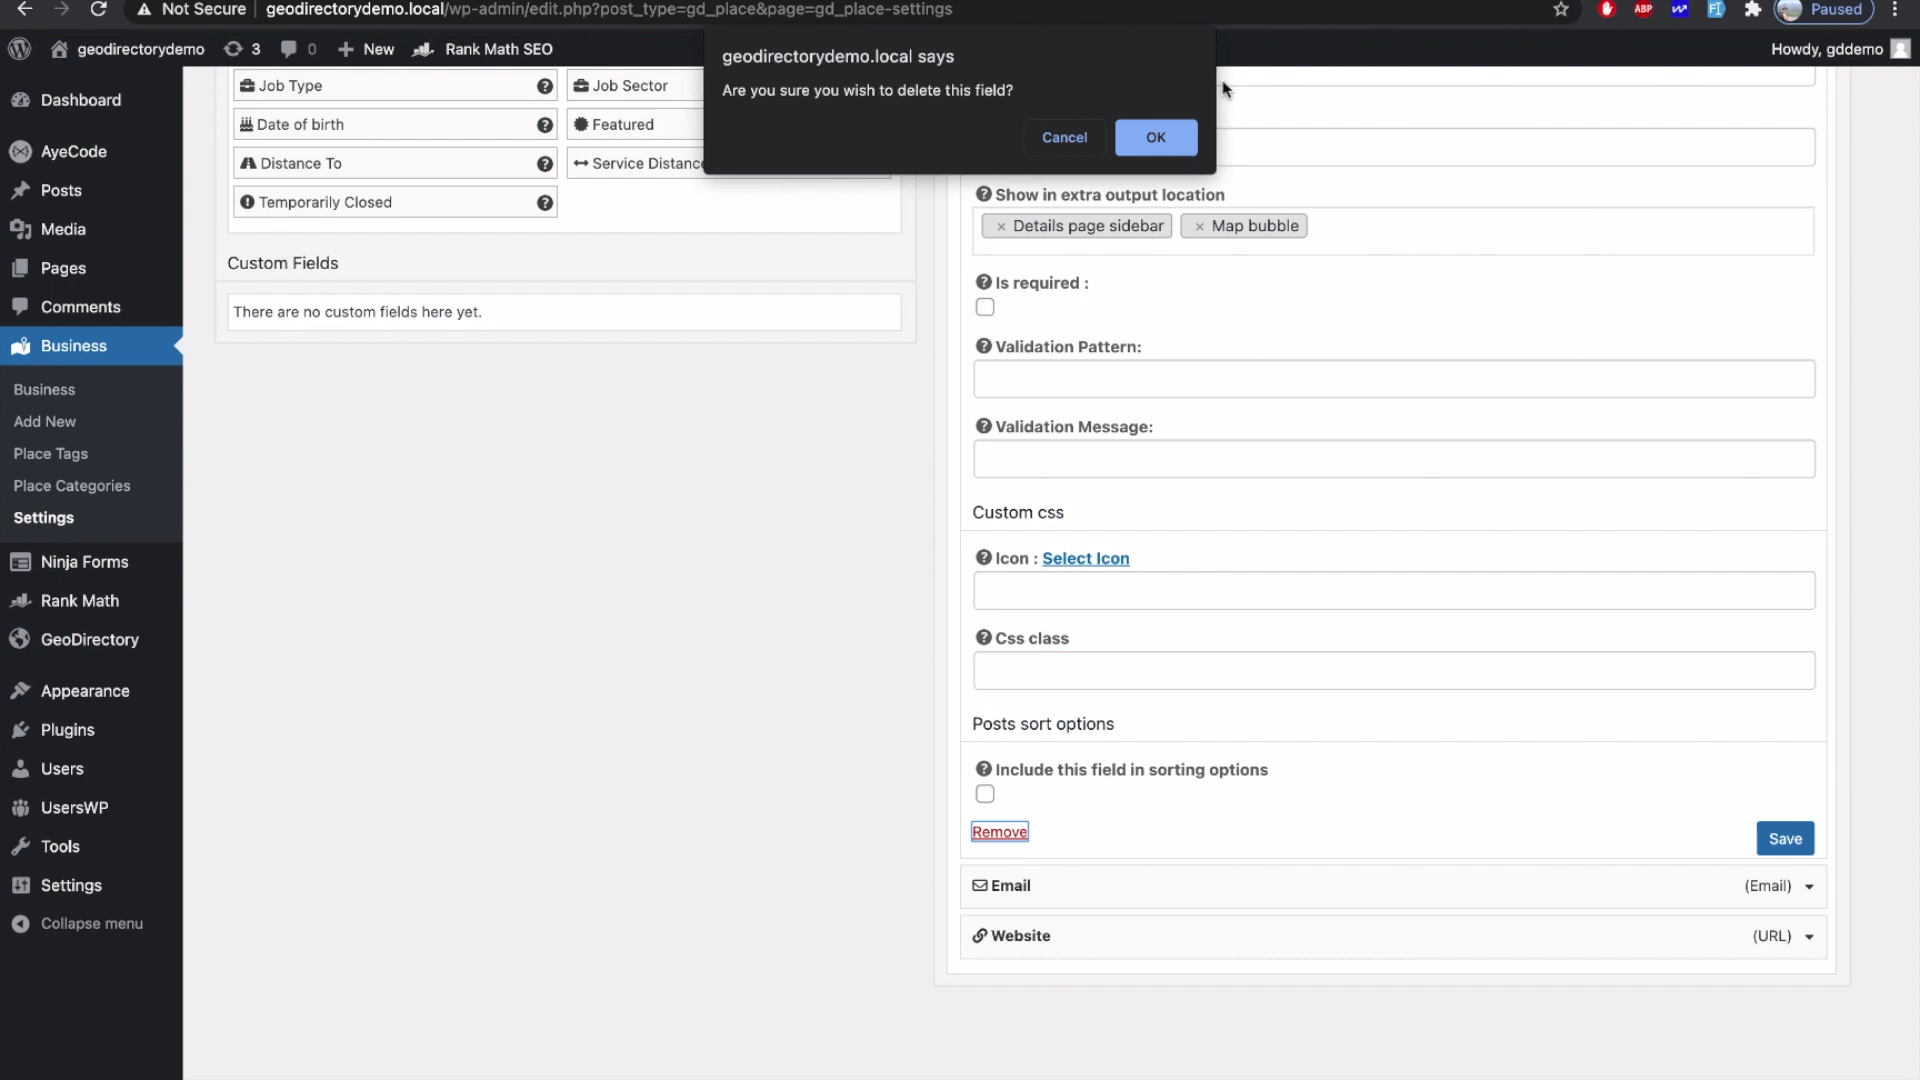 Not Secure geodirectorydemo.local/wp-admin/edit.php?post_type=gd_place&page=gd_place-settings
ABP
Paused
geodirectorydemo 3 0 New Rank Math SEO
Howdy, gddemo
geodirectorydemo.local says
Are you sure you wish to delete this field?
Cancel OK
Dashboard
AyeCode
Posts
Media
Pages
Comments
Business
Business
Add New
Place Tags
Place Categories
Settings
Ninja Forms
Rank Math
GeoDirectory
Appearance
Plugins
Users
UsersWP
Tools
Settings
Collapse menu
Job Type Job Sector
Date of birth Featured
Distance To Service Distance
Temporarily Closed
Custom Fields
There are no custom fields here yet.
Show in extra output location
× Details page sidebar × Map bubble
Is required :
Validation Pattern:
Validation Message:
Custom css
Icon : Select Icon
Css class
Posts sort options
Include this field in sorting options
Remove
Save
Email (Email)
Website (URL)